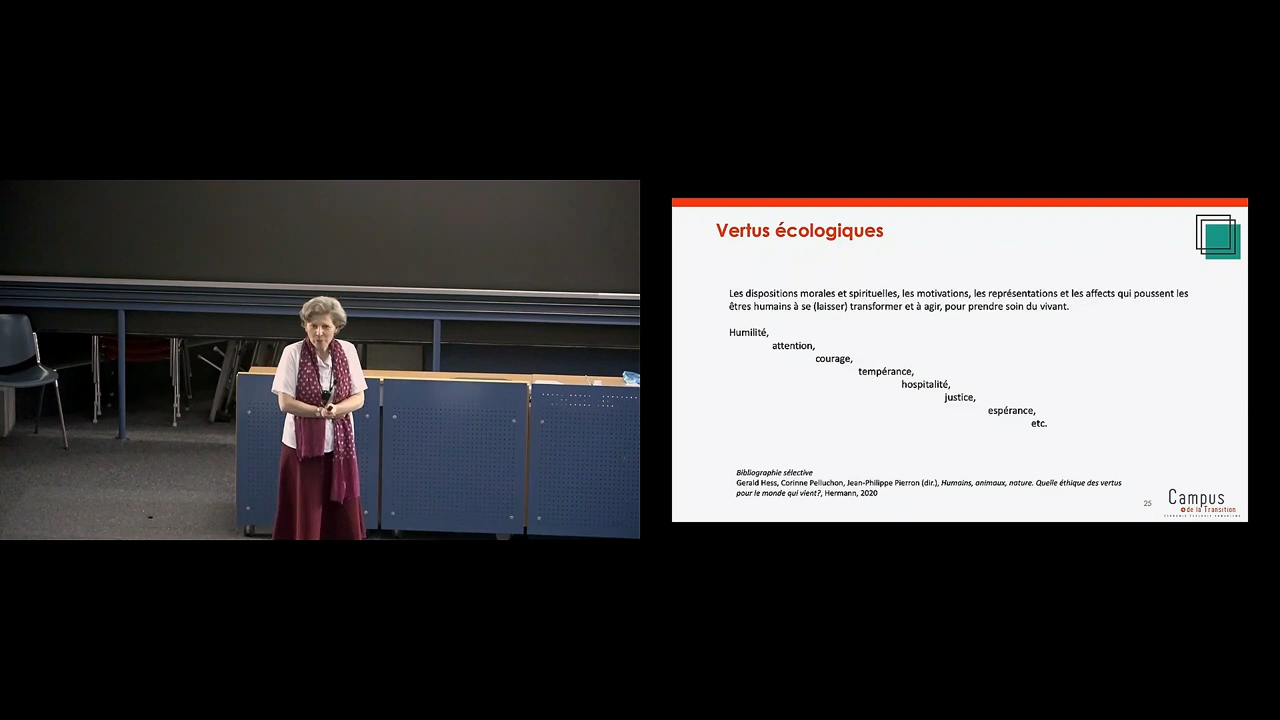 Vertus écologiques
Les dispositions morales et spirituelles, les motivations, les représentations et les affects qui poussent les
êtres humains à se (laisser) transformer et à agir, pour prendre soin du vivant.
Humilité,
attention,
courage,
tempérance,
hospitalité,
justice,
espérance,
etc.
Bibliographie sélective
Gerald Hess, Corinne Pelluchon, Jean-Philippe Pierron (dir.), Humains, animaux, nature. Quelle éthique des vertus
pour le monde qui vient?, Hermann, 2020
25
Campus
de la Transition